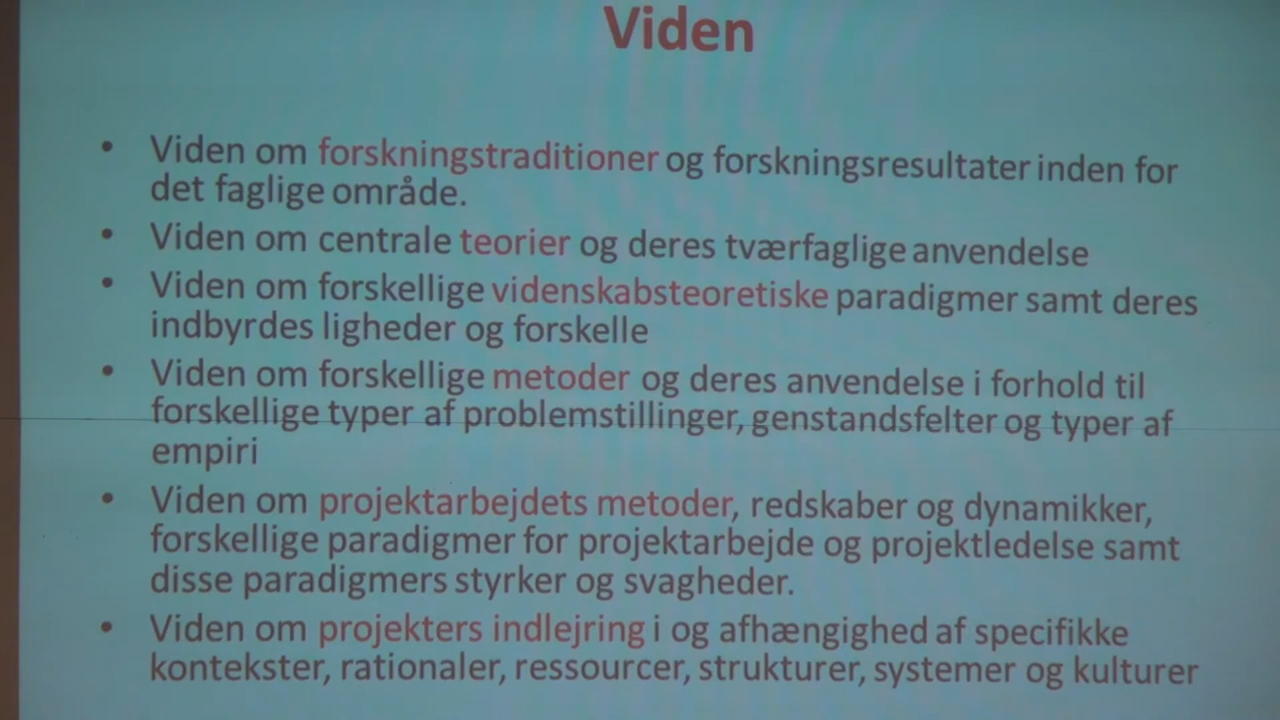 Viden
• Viden om forskningstraditioner og forskningsresultater inden for
det faglige område.
• Viden om centrale teorier og deres tværfaglige anvendelse
• Viden om forskellige videnskabsteoretiske paradigmer samt deres
indbyrdes ligheder og forskelle
• Viden om forskellige metoder og deres anvendelse i forhold til
forskellige typer af problemstillinger, genstandsfelter og typer af
empiri
• Viden om projektarbejdets metoder, redskaber og dynamikker,
forskellige paradigmer for projektarbejde og projektledelse samt
disse paradigmers styrker og svagheder.
• Viden om projekters indlejring i og afhængighed af specifikke
kontekster, rationaler, ressourcer, strukturer, systemer og kulturer